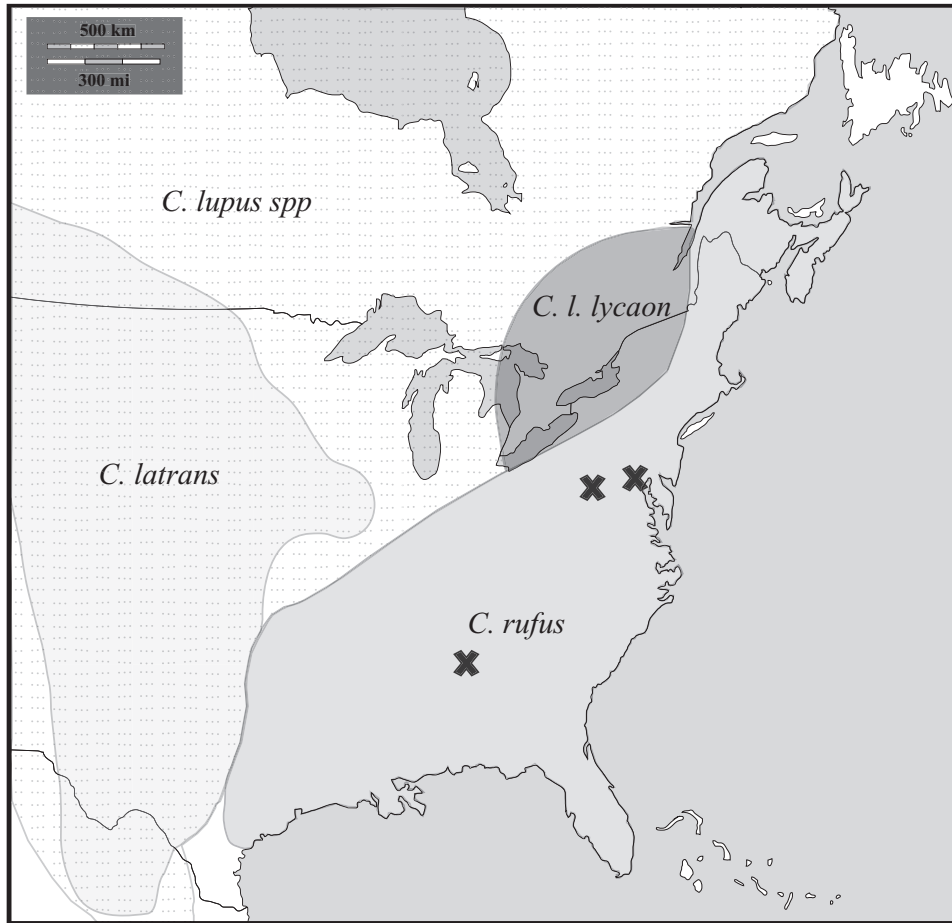 500 km
300 mi
C. lupus spp
C. l. lycaon
C. latrans
C. rufus